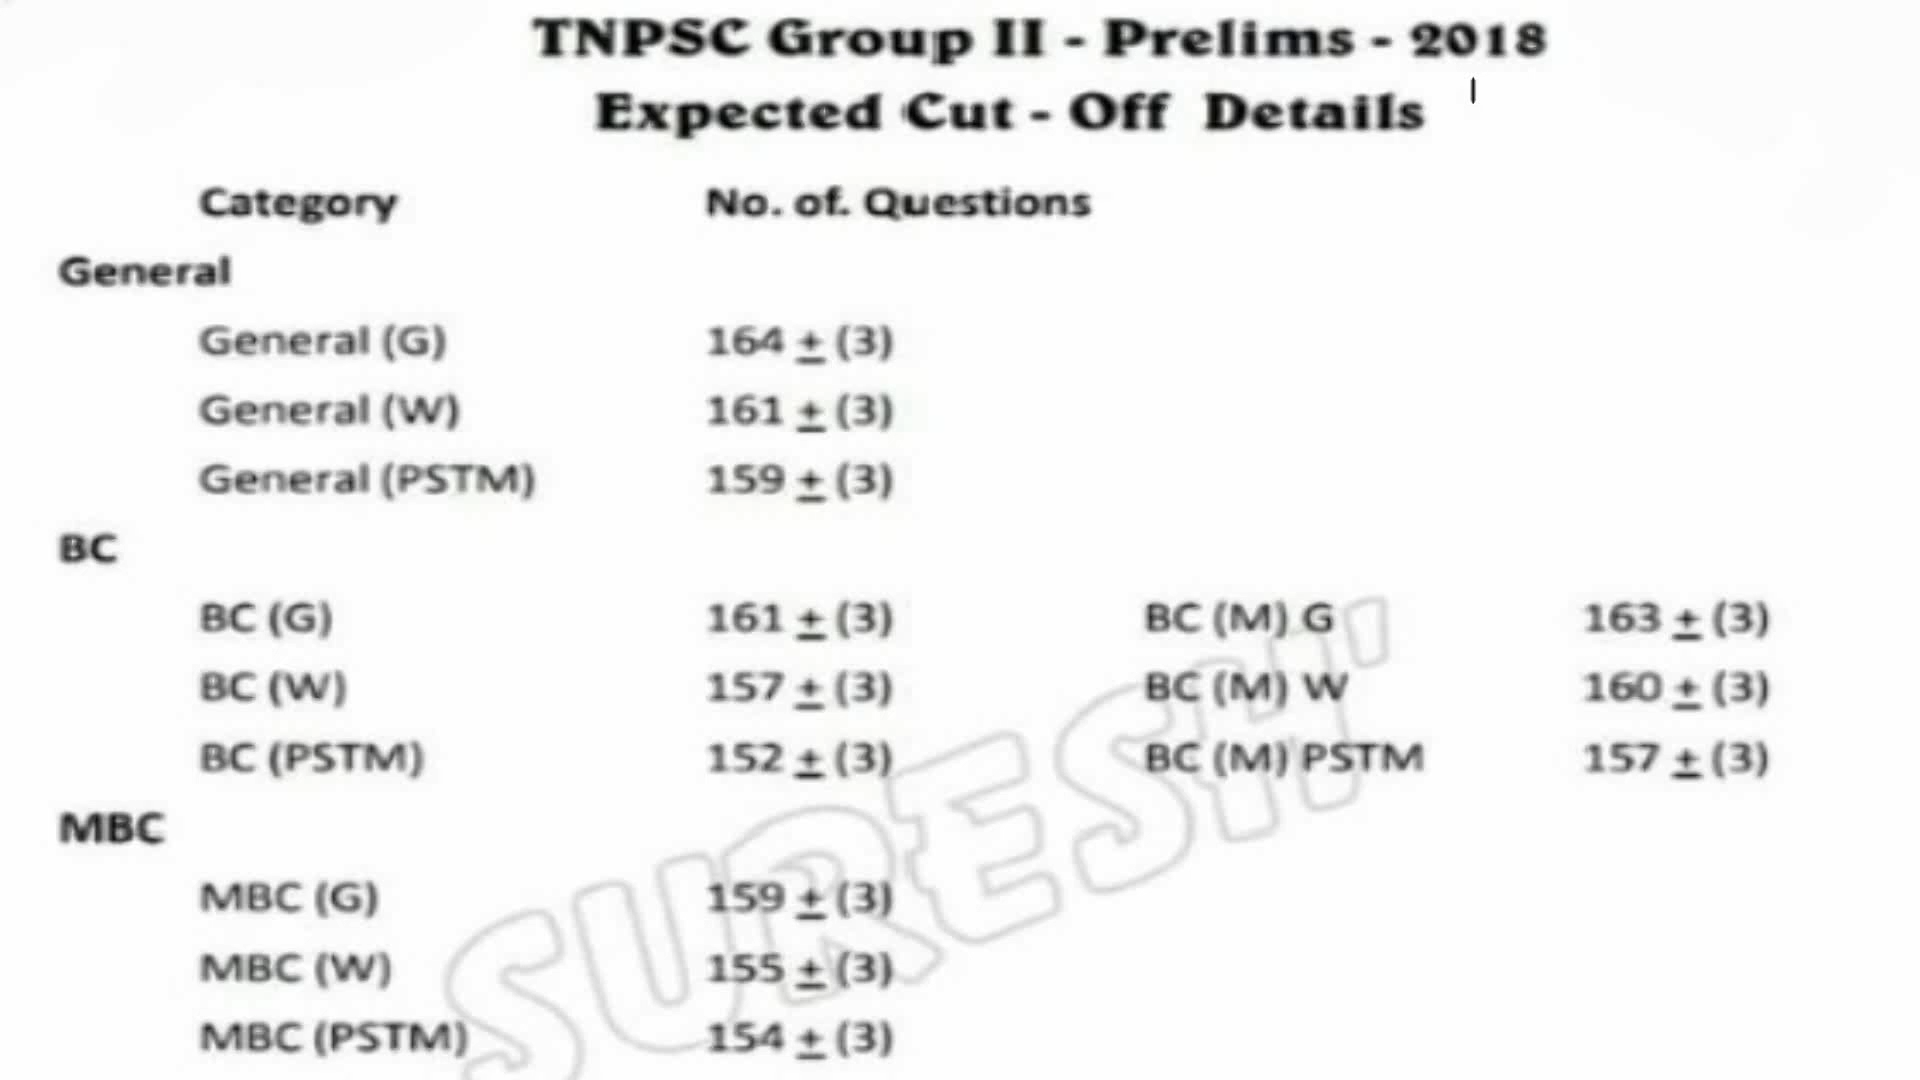 TNPSC Group II - Prelims - 2018
Expected Cut - Off Details
Category No. of. Questions
General
General (G) 164 ± (3)
General (W) 161 ± (3)
General (PSTM) 159 ± (3)
BC
BC (G) 161 ± (3) BC (M) G 163 ± (3)
BC (W) 157 ± (3) BC (M) W 160 ± (3)
BC (PSTM) 152 ± (3) BC (M) PSTM 157 ± (3)
MBC
MBC (G) 159 ± (3)
MBC (W) 155 ± (3)
MBC (PSTM) 154 ± (3)
SURESH'